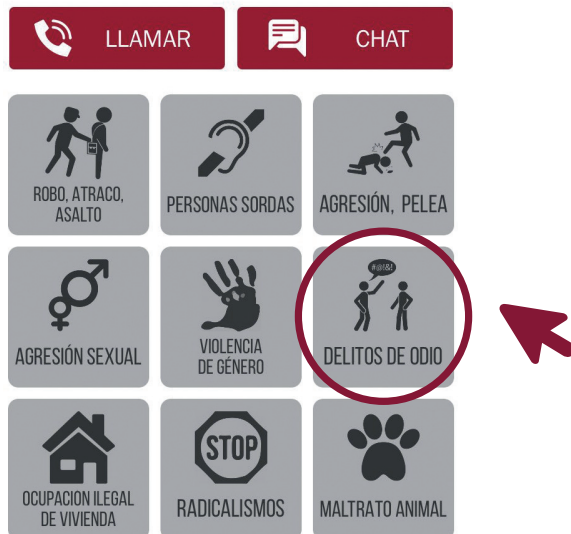 LLAMAR
CHAT
ROBO, ATRACO,
ASALTO
PERSONAS SORDAS
AGRESIÓN, PELEA
#@!&!
AGRESIÓN SEXUAL
VIOLENCIA
DE GÉNERO
DELITOS DE ODIO
OCUPACION ILEGAL
DE VIVIENDA
STOP
RADICALISMOS
MALTRATO ANIMAL